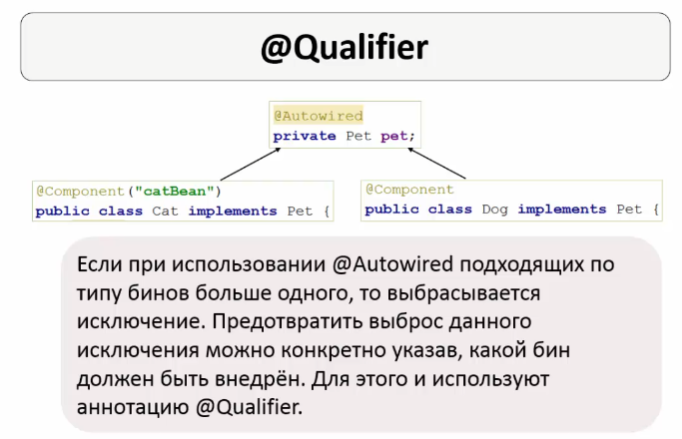 @Qualifier
@Autowired
private Pet pet;
@Component("catBean")
public class Cat implements Pet {
@Component
public class Dog implements Pet {
Если при использовании @Autowired подходящих по
типу бинов больше одного, то выбрасывается
исключение. Предотвратить выброс данного
исключения можно конкретно указав, какой бин
должен быть внедрён. Для этого и используют
аннотацию @Qualifier.